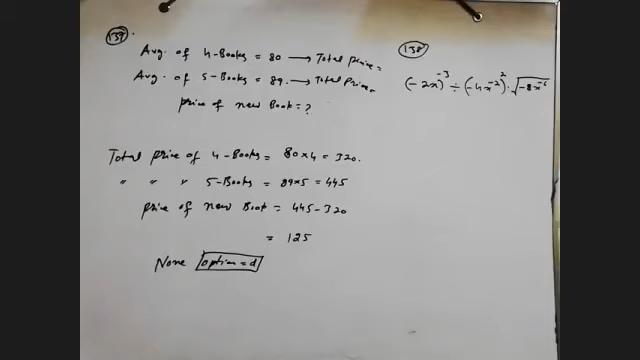 137.
Avg. of 4-Books = 80 → Total price =
Avg. of 5-Books = 89. → Total Price =
price of new Book = ?
Total price of 4-Books = 80×4 = 320.
" " " 5-Books = 89×5 = 445
price of new Book = 445-320
= 125
None option = d
138
(-2x)⁻³ ÷ (-4x⁻²)² · √-8x⁻⁶